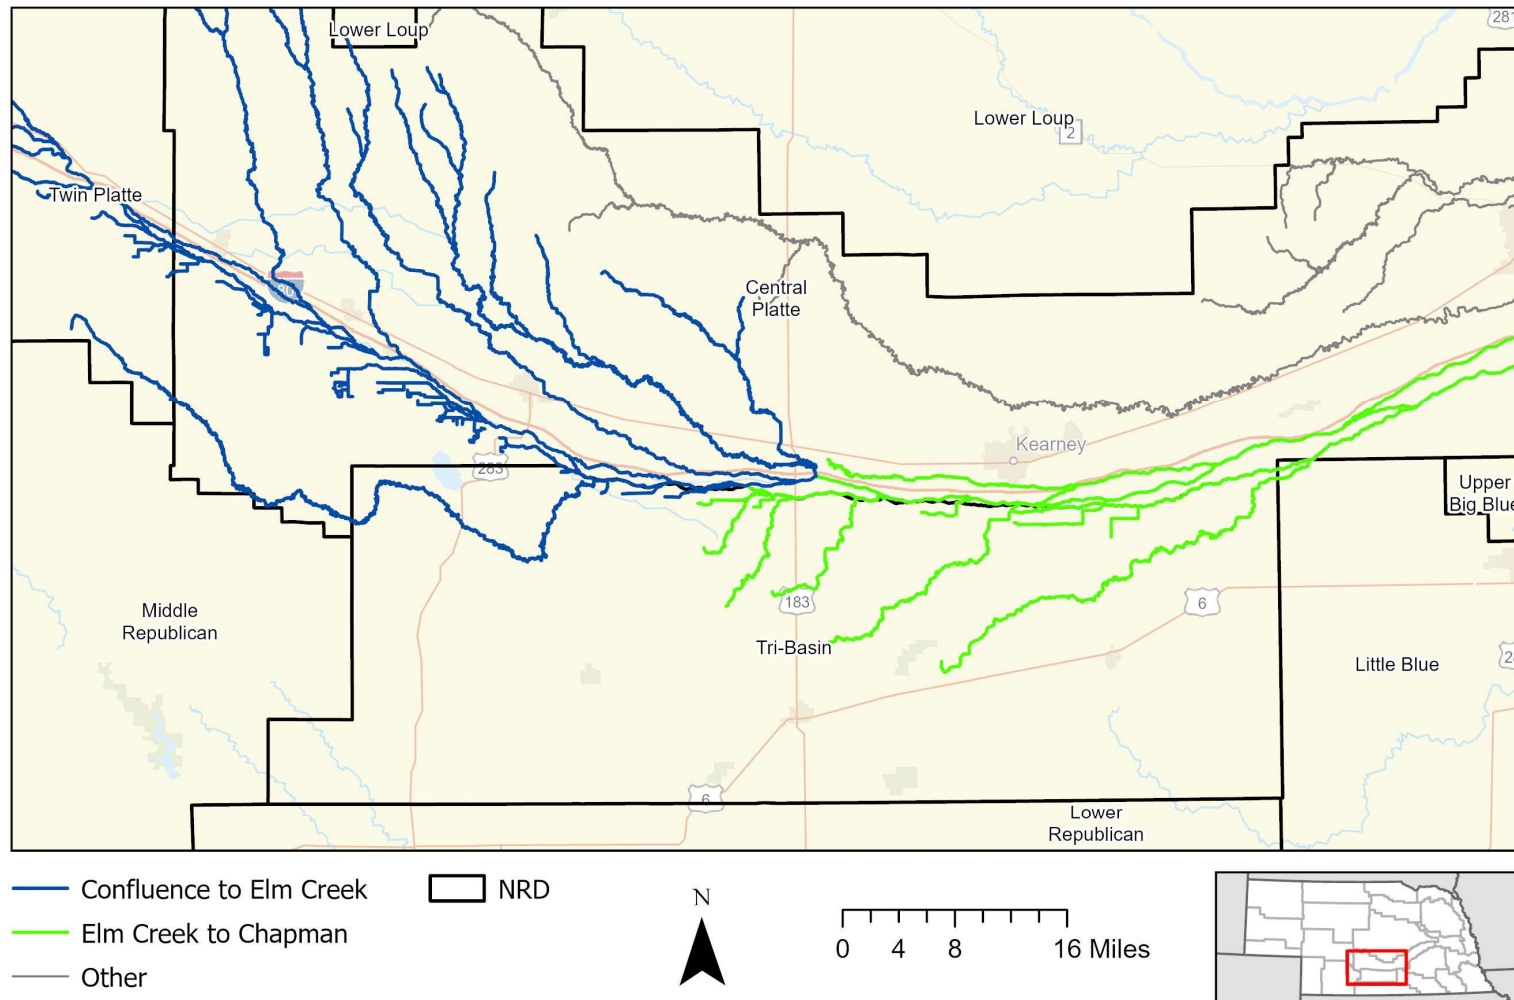 Lower Loup
281
Lower Loup
2
Twin Platte
80
Central
Platte
Kearney
283
Upper
Big Blue
Middle
Republican
183
6
Tri-Basin
Little Blue
6
Lower
Republican
Confluence to Elm Creek
NRD
Elm Creek to Chapman
Other
N
0 4 8 16 Miles